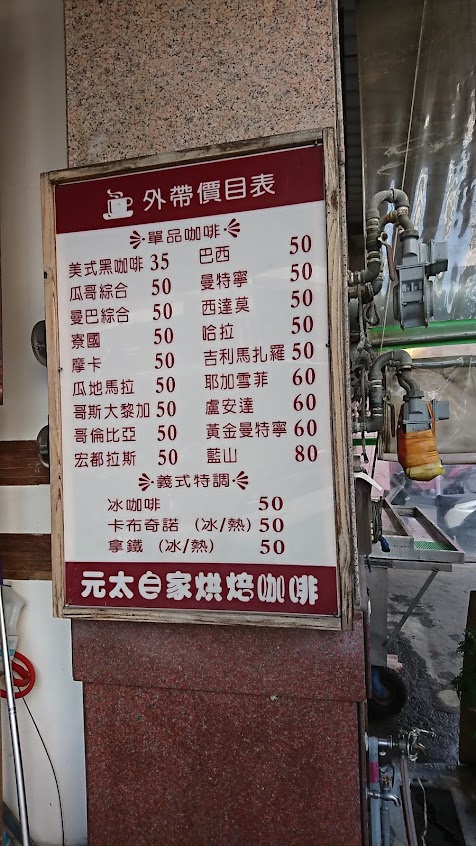 外帶價目表
單品咖啡
美式黑咖啡 35
瓜哥綜合 50
曼巴綜合 50
寮國 50
摩卡 50
瓜地馬拉 50
哥斯大黎加 50
哥倫比亞 50
宏都拉斯 50
巴西 50
曼特寧 50
西達莫 50
哈拉 50
吉利馬扎羅 50
耶加雪菲 60
盧安達 60
黃金曼特寧 60
藍山 80
義式特調
冰咖啡 50
卡布奇諾 (冰/熱) 50
拿鐵 (冰/熱) 50
元太自家烘焙咖啡